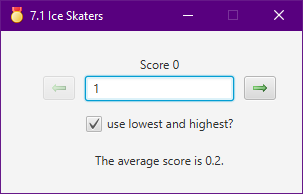 7.1 Ice Skaters
Score 0
1
use lowest and highest?
The average score is 0.2.